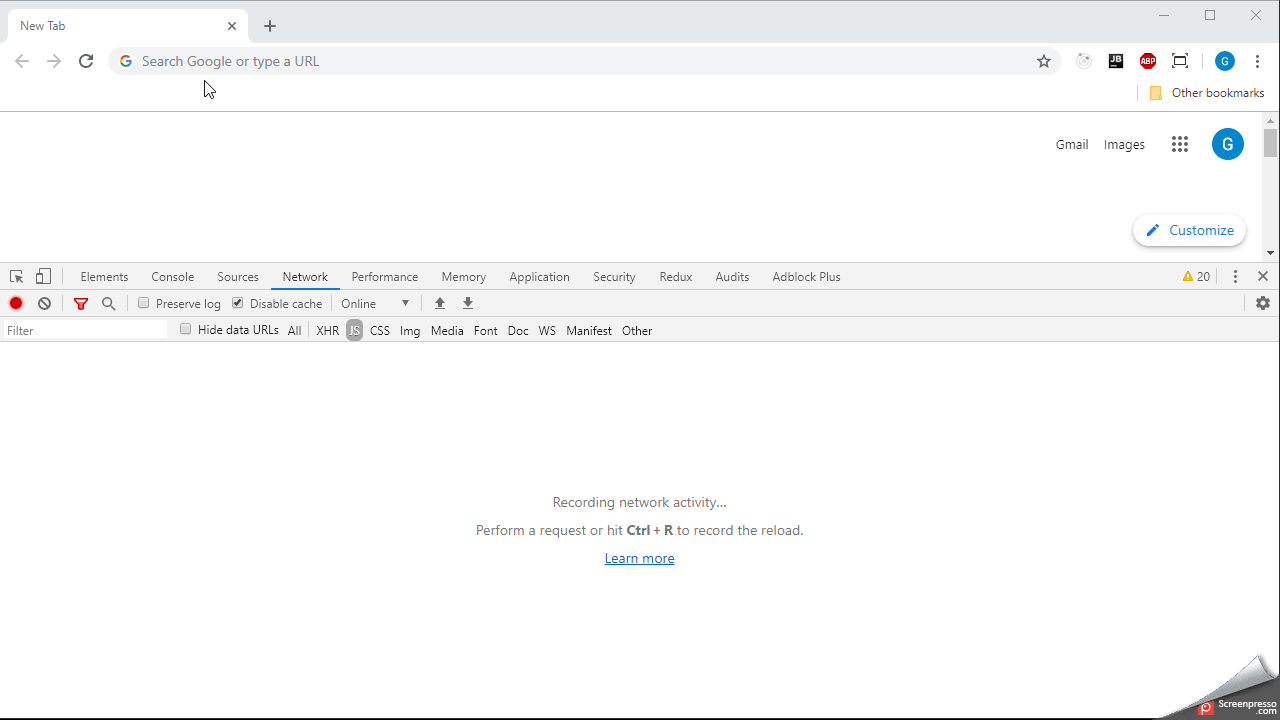 New Tab
Search Google or type a URL
JB
ABP
G
Other bookmarks
Gmail Images G
Customize
Elements Console Sources Network Performance Memory Application Security Redux Audits Adblock Plus 20
Preserve log Disable cache Online
Filter Hide data URLs All XHR JS CSS Img Media Font Doc WS Manifest Other
Recording network activity...
Perform a request or hit Ctrl + R to record the reload.
Learn more
Screenpresso
.com